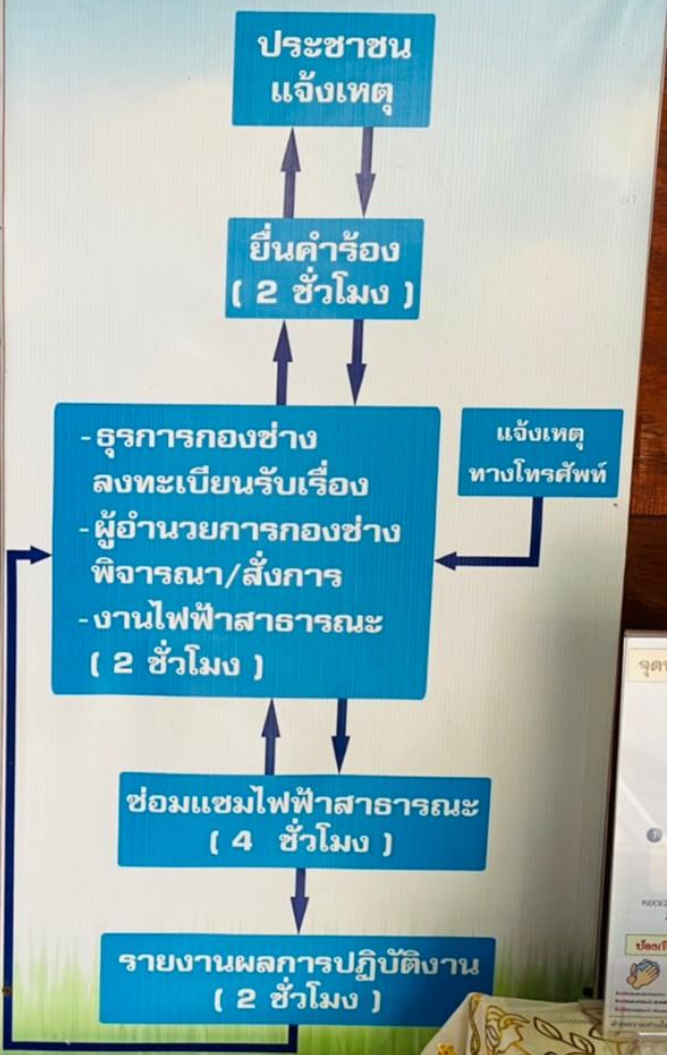 ประชาชน
แจ้งเหตุ
ยื่นคำร้อง
( 2 ชั่วโมง )
-ธุรการกองช่าง
ลงทะเบียนรับเรื่อง
-ผู้อำนวยการกองช่าง
พิจารณา/สั่งการ
-งานไฟฟ้าสาธารณะ
( 2 ชั่วโมง )
แจ้งเหตุ
ทางโทรศัพท์
ซ่อมแซมไฟฟ้าสาธารณะ
( 4 ชั่วโมง )
รายงานผลการปฏิบัติงาน
( 2 ชั่วโมง )